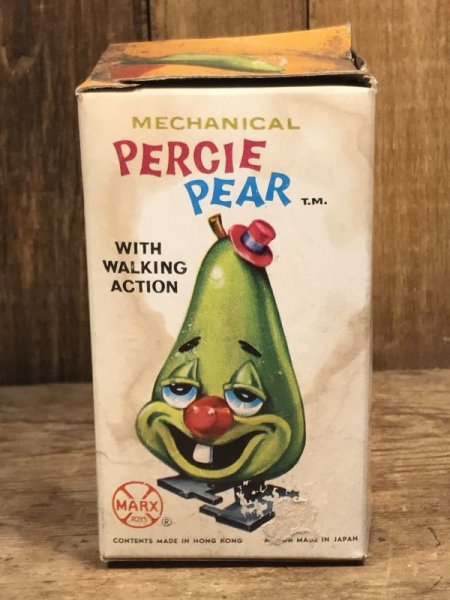 MECHANICAL
PERCIE
PEAR T.M.
WITH
WALKING
ACTION
MARX
TOYS
®
CONTENTS MADE IN HONG KONG MADE IN JAPAN